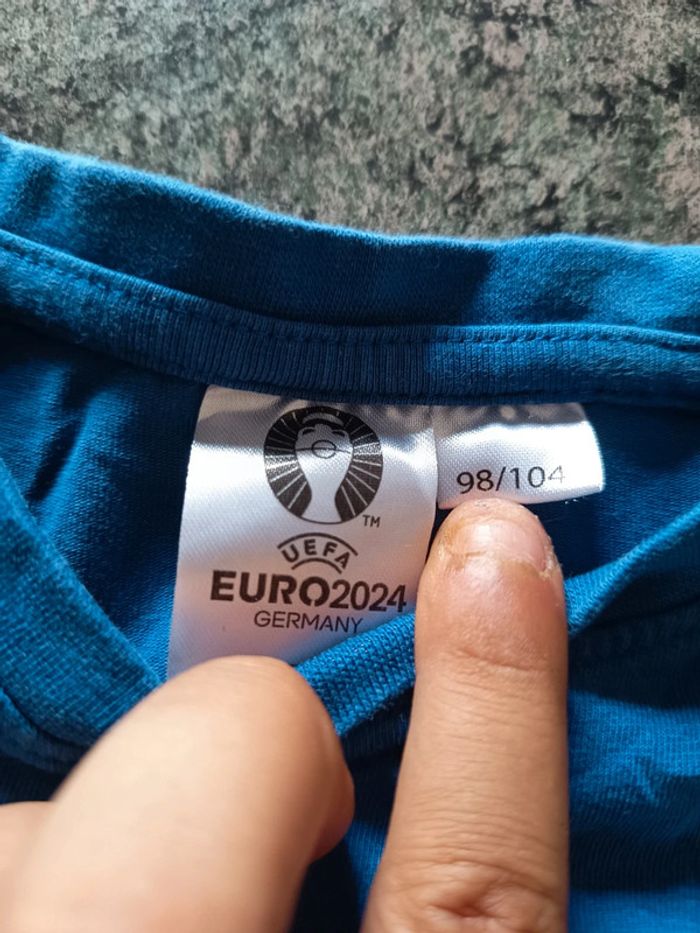 TM
UEFA
EURO2024
GERMANY
98/104